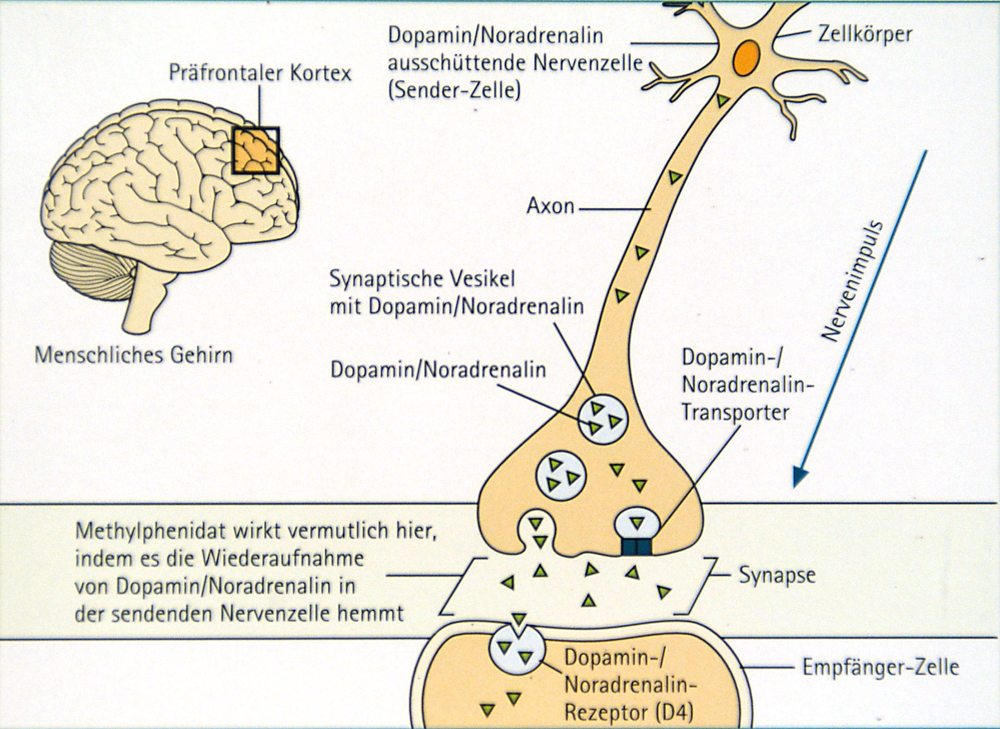 Dopamin/Noradrenalin
ausschüttende Nervenzelle
(Sender-Zelle)
Zellkörper
Präfrontaler Kortex
Axon
Nervenimpuls
Synaptische Vesikel
mit Dopamin/Noradrenalin
Menschliches Gehirn
Dopamin/Noradrenalin
Dopamin-/
Noradrenalin-
Transporter
Methylphenidat wirkt vermutlich hier,
indem es die Wiederaufnahme
von Dopamin/Noradrenalin in
der sendenden Nervenzelle hemmt
Synapse
Dopamin-/
Noradrenalin-
Rezeptor (D4)
Empfänger-Zelle